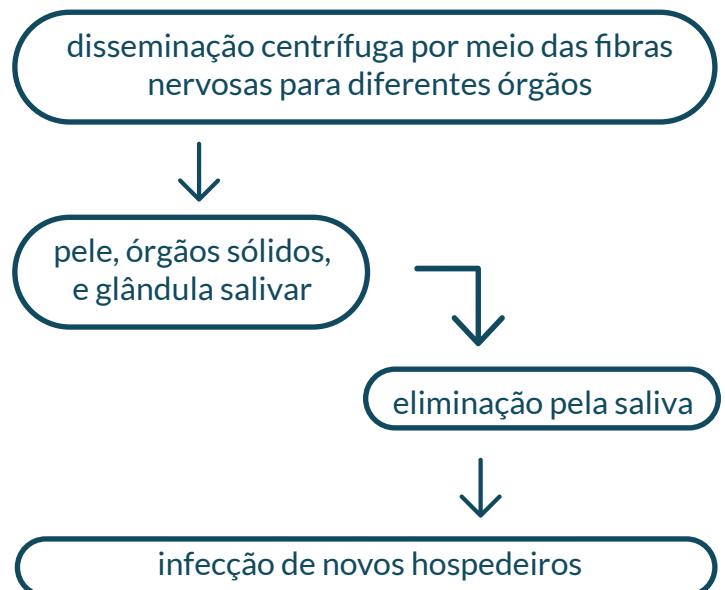 disseminação centrífuga por meio das fibras
nervosas para diferentes órgãos
pele, órgãos sólidos,
e glândula salivar
eliminação pela saliva
infecção de novos hospedeiros